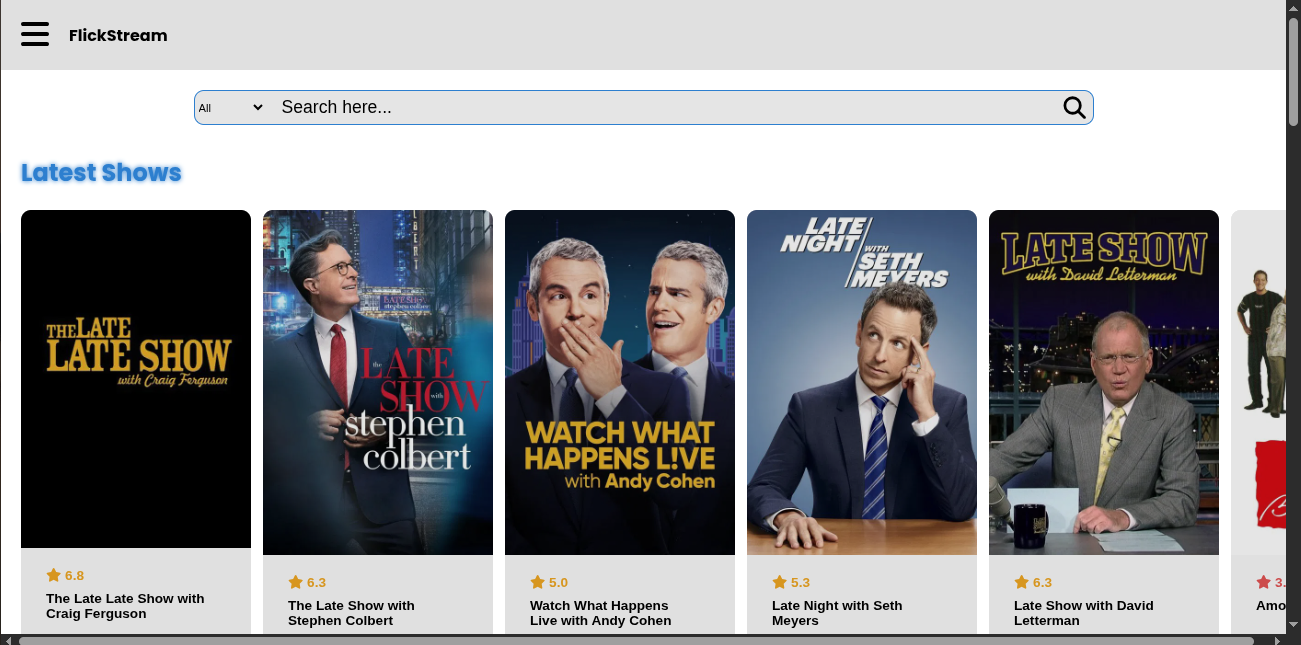 FlickStream
All
Search here...
Latest Shows
THE LATE
LATE SHOW
with Craig Ferguson
6.8
The Late Late Show with
Craig Ferguson
LATE SHOW
stephen colbert
the LATE
SHOW with
stephen
colbert
6.3
The Late Show with
Stephen Colbert
WATCH WHAT
HAPPENS L!VE
with Andy Cohen
5.0
Watch What Happens
Live with Andy Cohen
LATE
NIGHT WITH
SETH
MEYERS
5.3
Late Night with Seth
Meyers
LATE SHOW
with David Letterman
6.3
Late Show with David
Letterman
3.
Amo